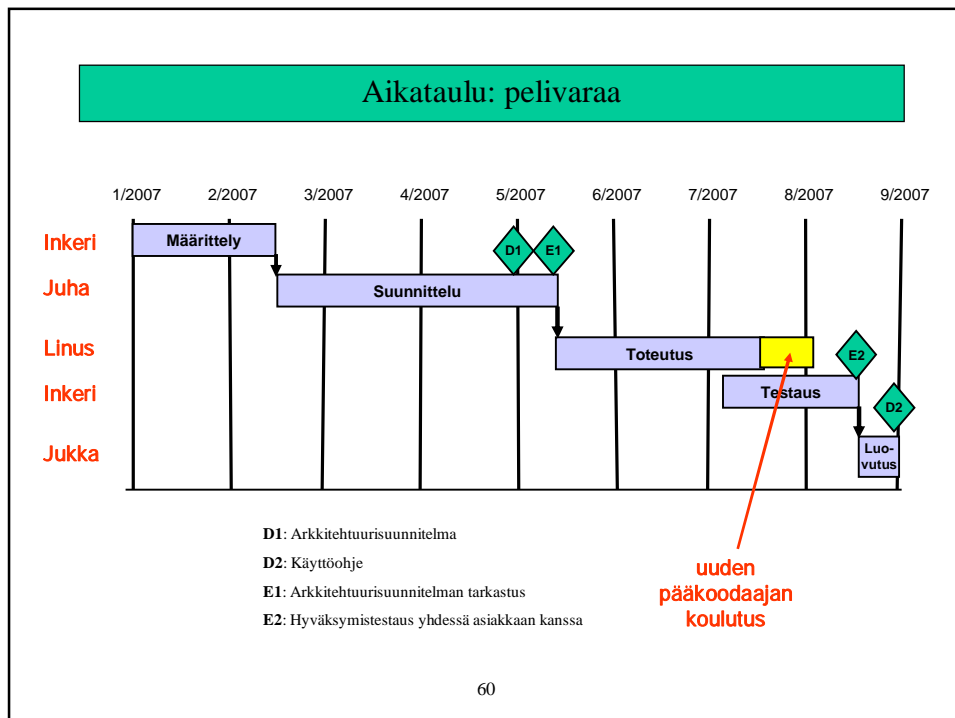 Aikataulu: pelivaraa
1/2007 2/2007 3/2007 4/2007 5/2007 6/2007 7/2007 8/2007 9/2007
Inkeri Määrittely D1 E1
Juha Suunnittelu
Linus Toteutus E2
Inkeri Testaus D2
Jukka Luo-
vutus
D1: Arkkitehtuurisuunnitelma
D2: Käyttöohje
E1: Arkkitehtuurisuunnitelman tarkastus
E2: Hyväksymistestaus yhdessä asiakkaan kanssa
uuden
pääkoodaajan
koulutus
60